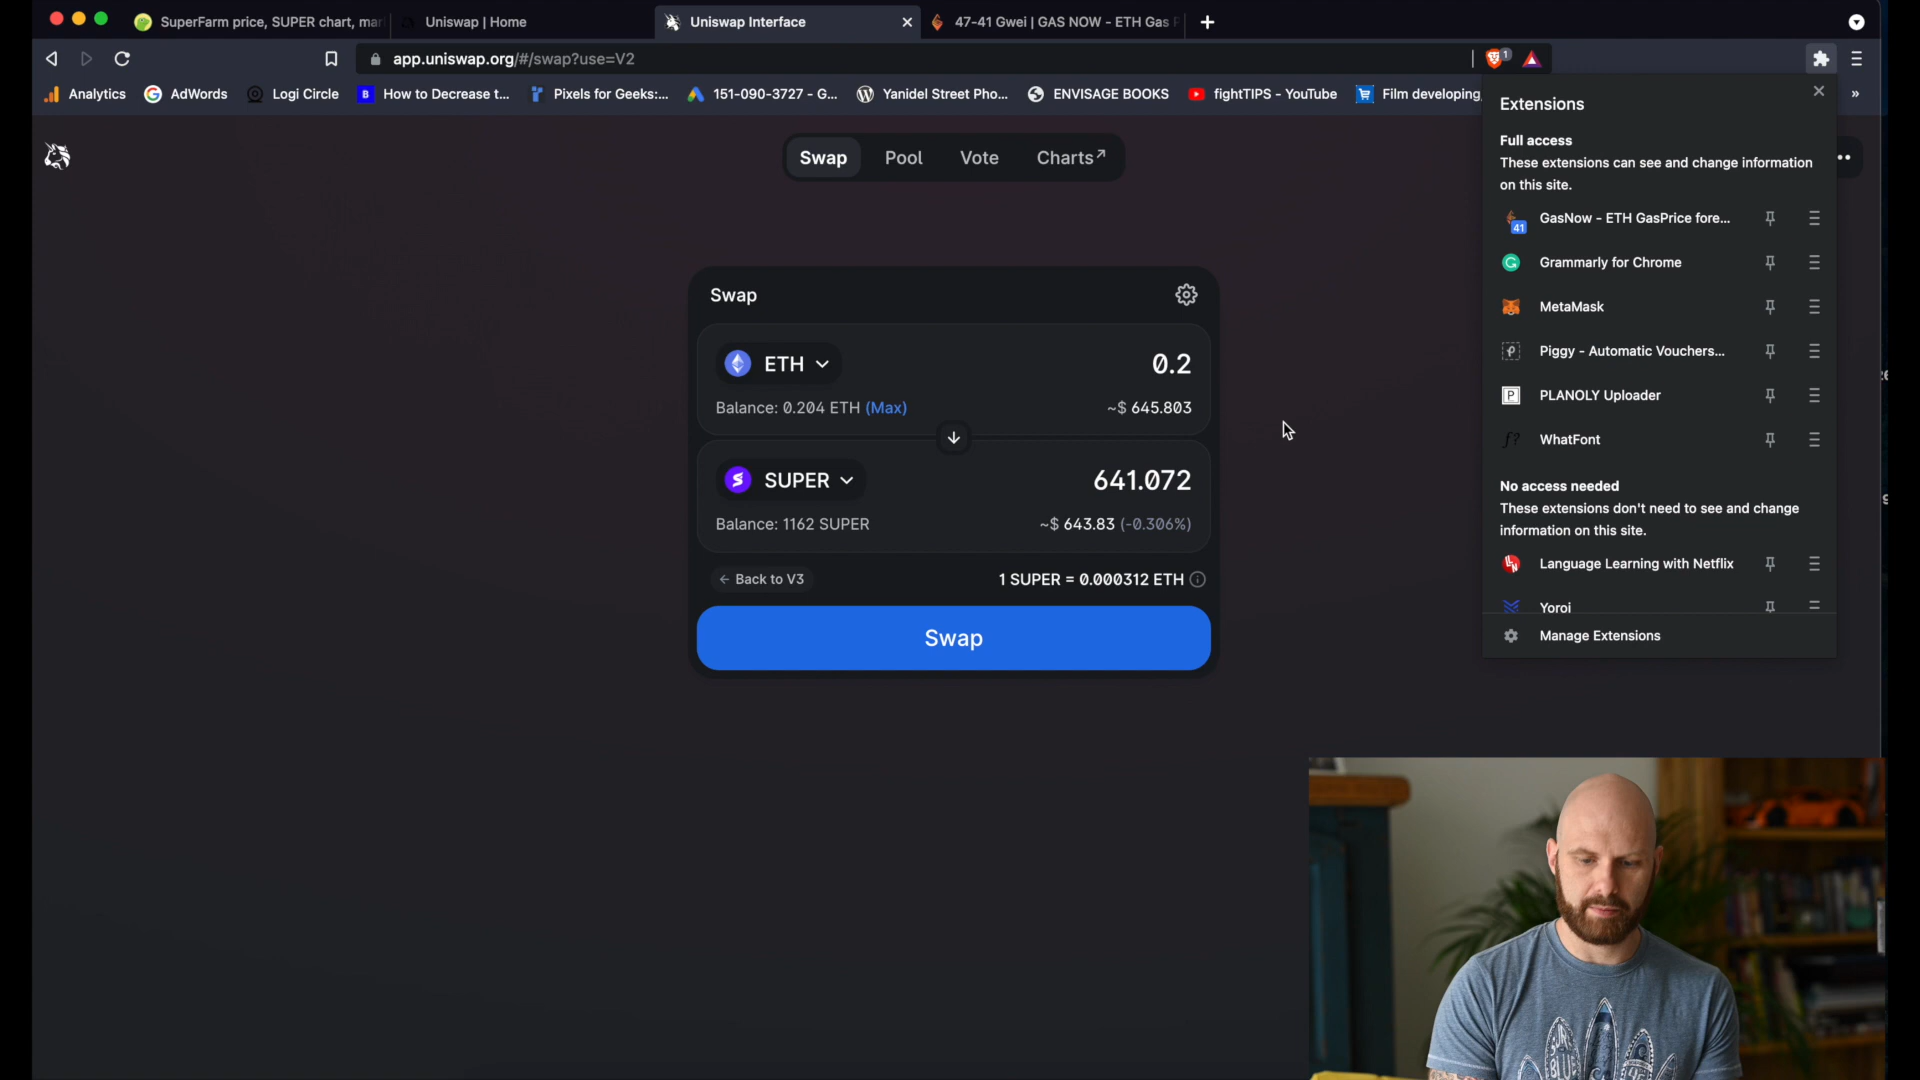 SuperFarm price, SUPER chart, mar
Uniswap | Home
Uniswap Interface
47-41 Gwei | GAS NOW - ETH Gas P
app.uniswap.org/#/swap?use=V2
1
Analytics
AdWords
Logi Circle
How to Decrease t...
Pixels for Geeks:...
151-090-3727 - G...
Yanidel Street Pho...
ENVISAGE BOOKS
fightTIPS - YouTube
Film developing
»
Swap
Pool
Vote
Charts↗
Swap
ETH
0.2
Balance: 0.204 ETH (Max)
~$ 645.803
SUPER
641.072
Balance: 1162 SUPER
~$ 643.83 (-0.306%)
← Back to V3
1 SUPER = 0.000312 ETH
Swap
Extensions
Full access
These extensions can see and change information
on this site.
41
GasNow - ETH GasPrice fore...
Grammarly for Chrome
MetaMask
Piggy - Automatic Vouchers...
PLANOLY Uploader
f? WhatFont
No access needed
These extensions don't need to see and change
information on this site.
Language Learning with Netflix
Yoroi
Manage Extensions